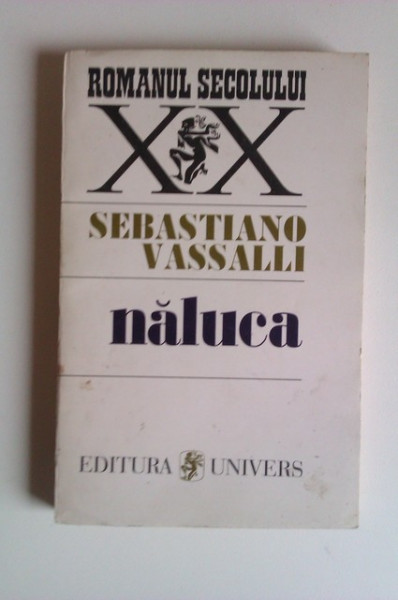 ROMANUL SECOLULUI
XX
SEBASTIANO
VASSALLI
năluca
EDITURA UNIVERS